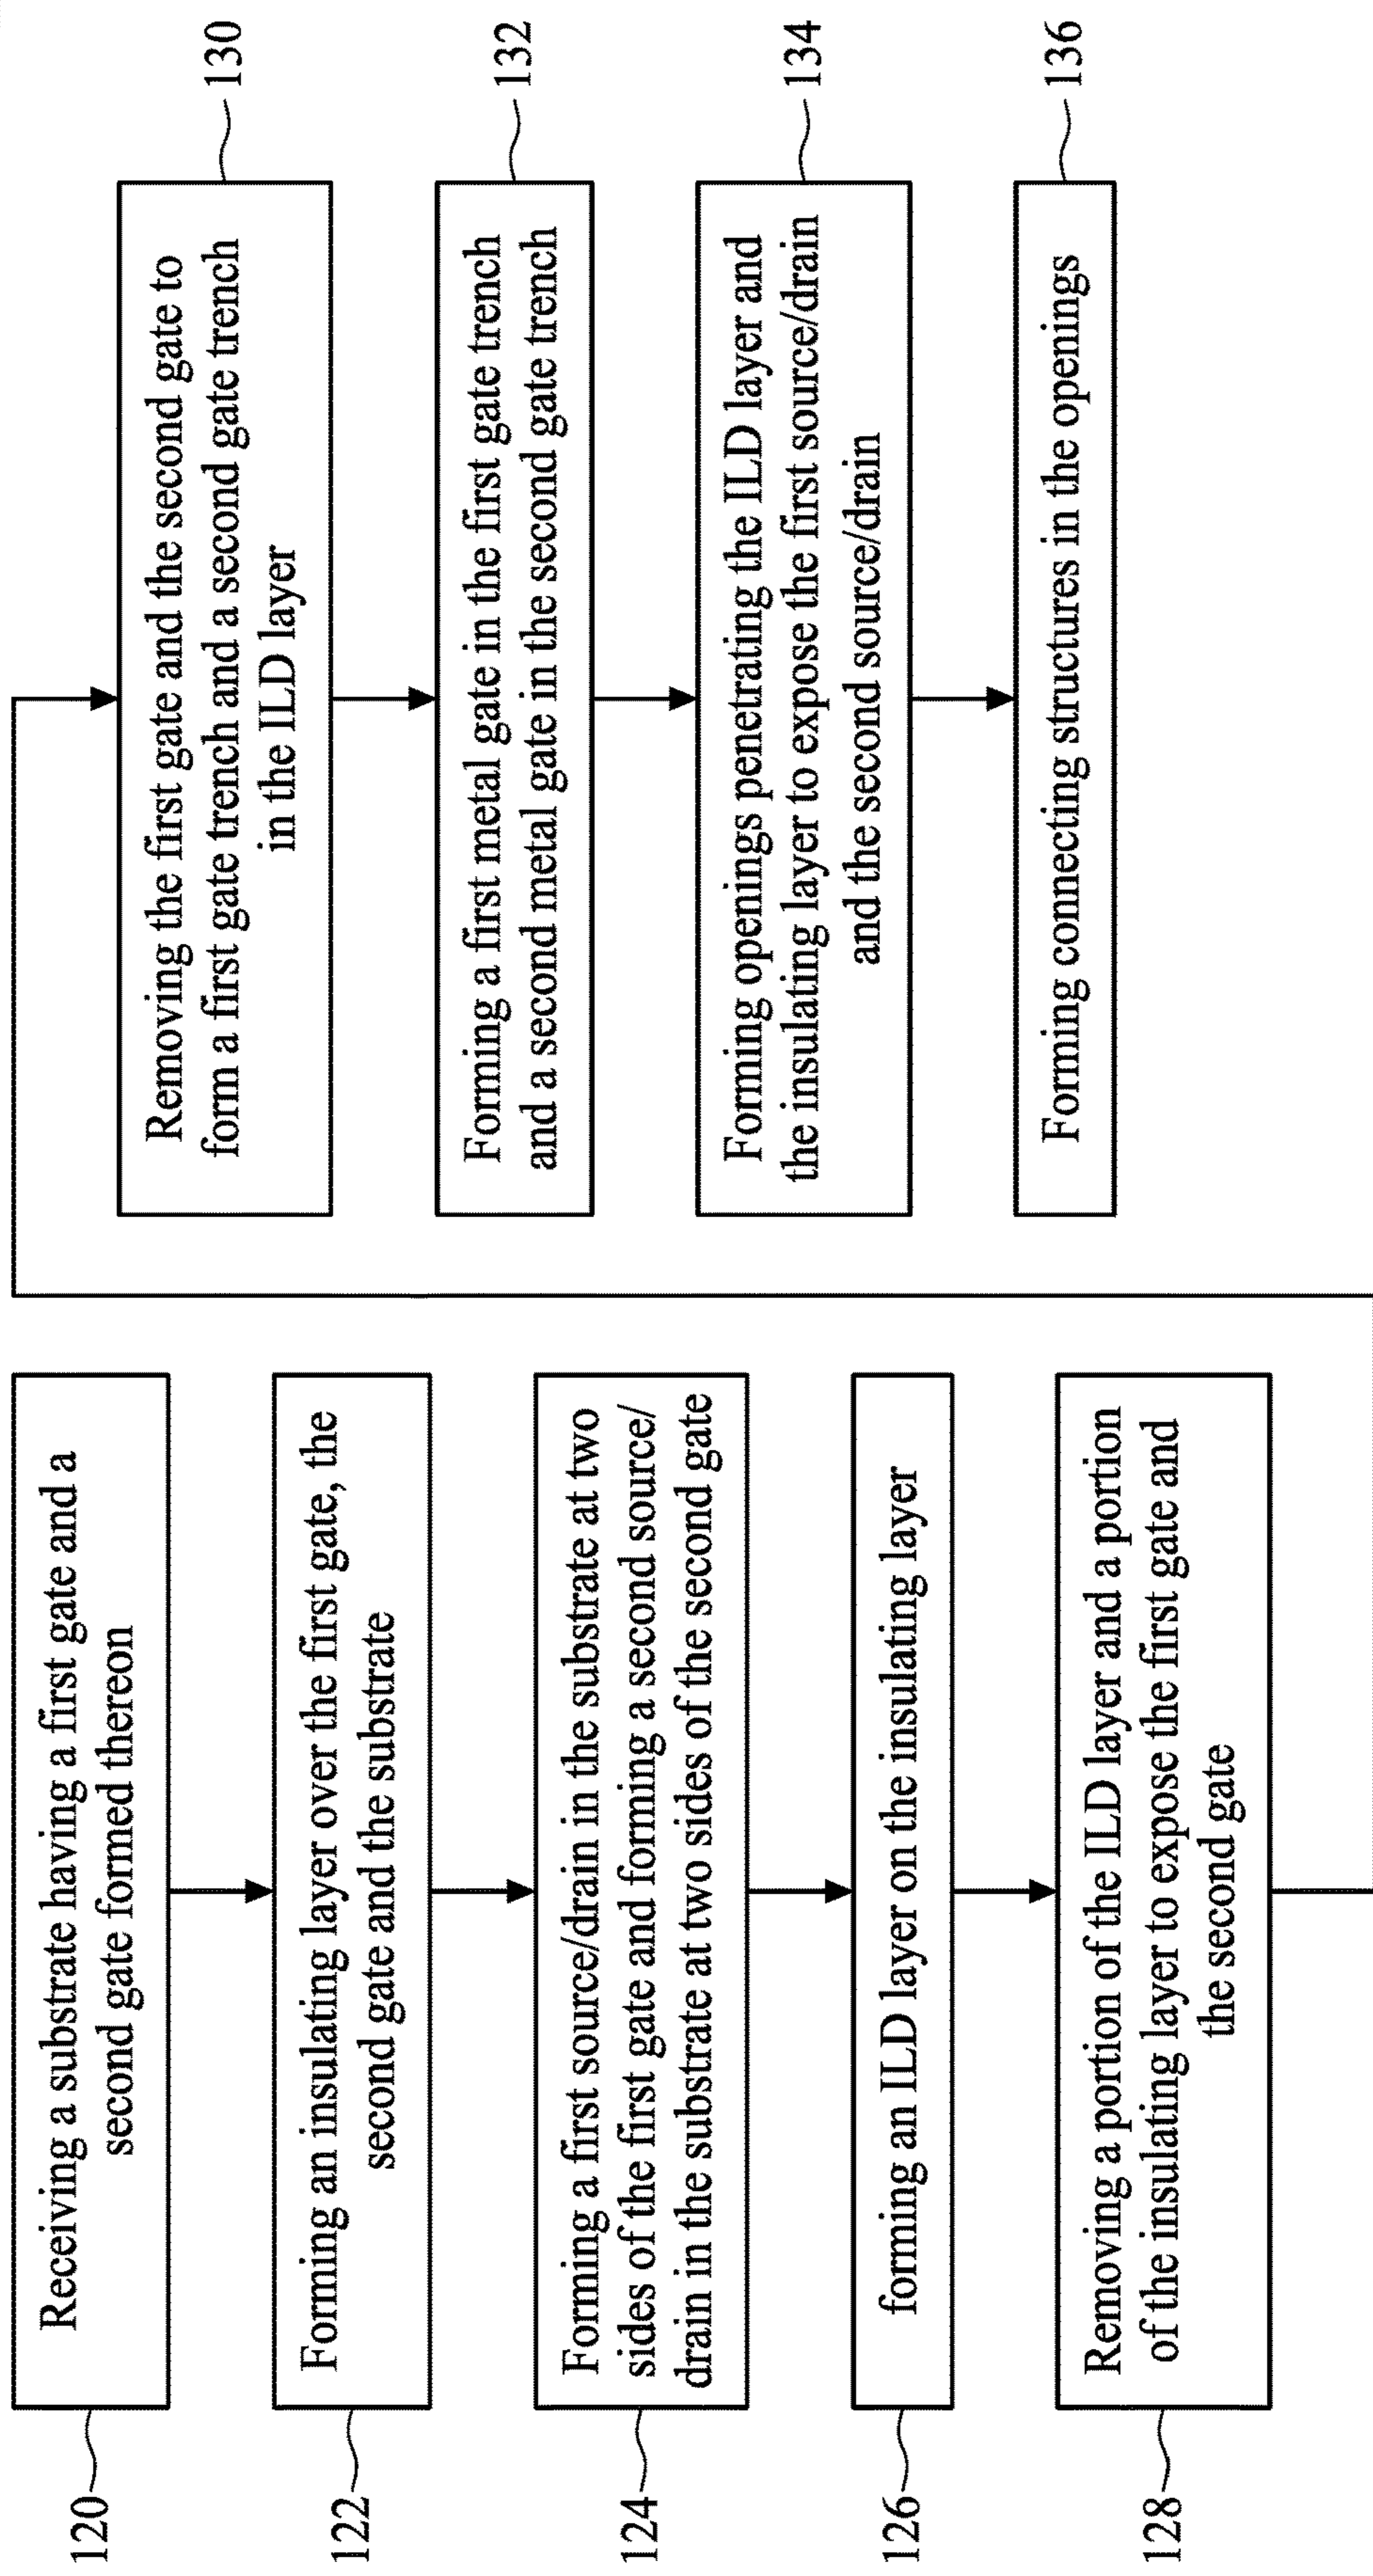 120
Receiving a substrate having a first gate and a
second gate formed thereon
122
Forming an insulating layer over the first gate, the
second gate and the substrate
124
Forming a first source/drain in the substrate at two
sides of the first gate and forming a second source/
drain in the substrate at two sides of the second gate
126
forming an ILD layer on the insulating layer
128
Removing a portion of the ILD layer and a portion
of the insulating layer to expose the first gate and
the second gate
Removing the first gate and the second gate to
form a first gate trench and a second gate trench
in the ILD layer
130
Forming a first metal gate in the first gate trench
and a second metal gate in the second gate trench
132
Forming openings penetrating the ILD layer and
the insulating layer to expose the first source/drain
and the second source/drain
134
Forming connecting structures in the openings
136